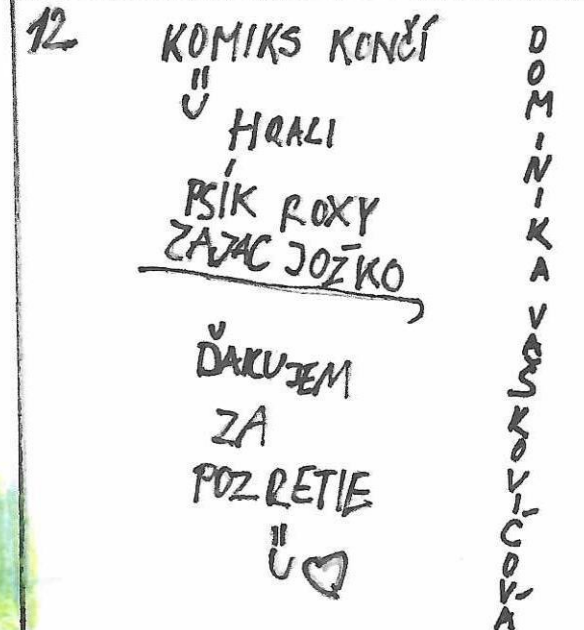 12
KOMIKS KONČÍ
HRALI
PSÍK ROXY
ZAJAC JOŽKO
ĎAKUJEM
ZA
POZRETIE
DOMINIKA VAŠKOVIČOVÁ